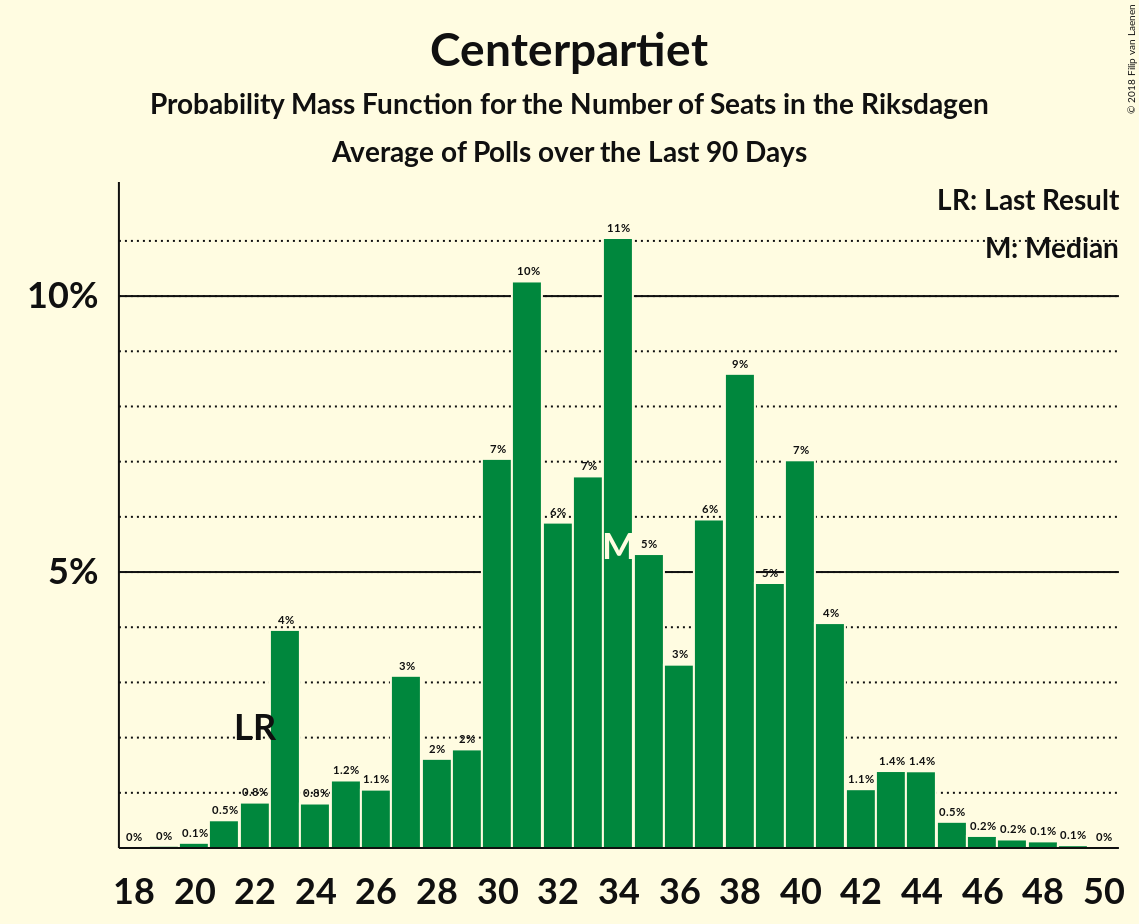 Centerpartiet
Probability Mass Function for the Number of Seats in the Riksdagen
Average of Polls over the Last 90 Days
© 2018 Filip van Laenen
LR: Last Result
M: Median
10%
5%
0% 0% 0.1% 0.5% 0.8% 4% 0.8% 1.2% 1.1% 3% 2% 2% 7% 10% 6% 7% 11% 5% 3% 6% 9% 5% 7% 4% 1.1% 1.4% 1.4% 0.5% 0.2% 0.2% 0.1% 0.1% 0%
LR
M
18 20 22 24 26 28 30 32 34 36 38 40 42 44 46 48 50